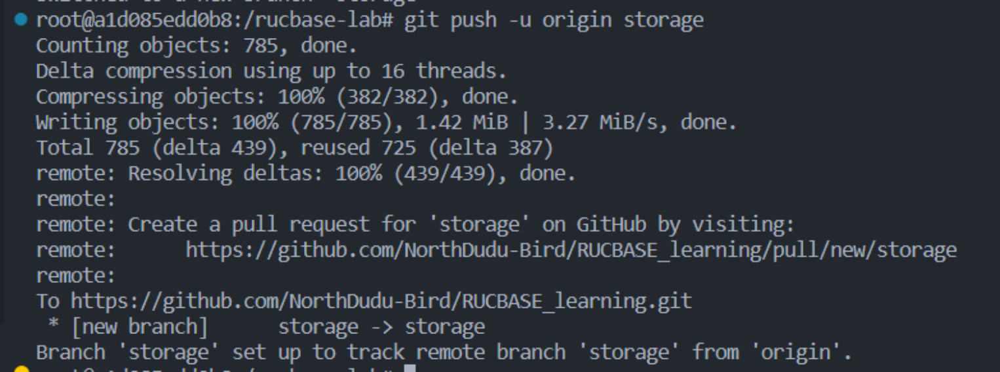 root@a1d085edd0b8:/rucbase-lab# git push -u origin storage
Counting objects: 785, done.
Delta compression using up to 16 threads.
Compressing objects: 100% (382/382), done.
Writing objects: 100% (785/785), 1.42 MiB | 3.27 MiB/s, done.
Total 785 (delta 439), reused 725 (delta 387)
remote: Resolving deltas: 100% (439/439), done.
remote:
remote: Create a pull request for 'storage' on GitHub by visiting:
remote:      https://github.com/NorthDudu-Bird/RUCBASE_learning/pull/new/storage
remote:
To https://github.com/NorthDudu-Bird/RUCBASE_learning.git
 * [new branch]      storage -> storage
Branch 'storage' set up to track remote branch 'storage' from 'origin'.